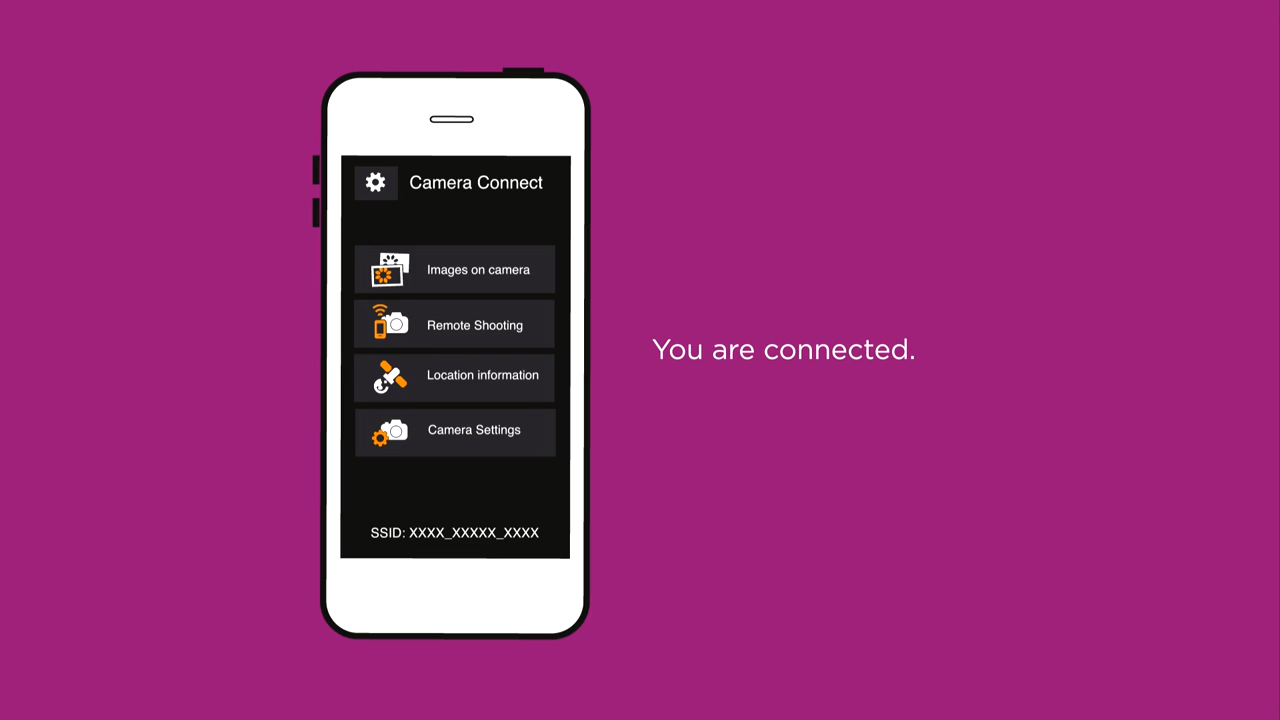 Camera Connect
Images on camera
Remote Shooting
Location information
Camera Settings
SSID: XXXX_XXXXX_XXXX
You are connected.